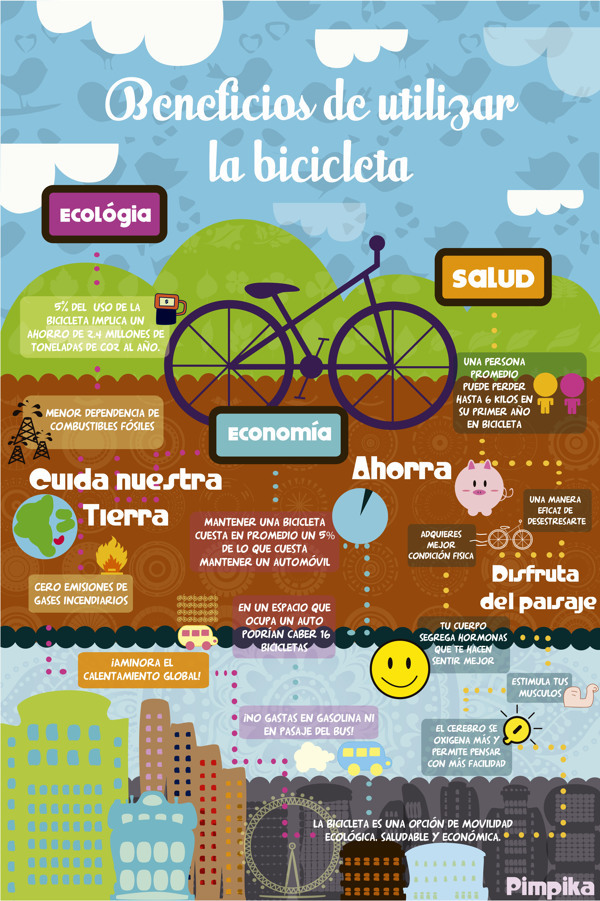 Beneficios de utilizar
la bicicleta
Ecológia
Salud
5% DEL USO DE LA
BICICLETA IMPLICA UN
AHORRO DE 2.4 MILLONES DE
TONELADAS DE CO2 AL AÑO.
$
UNA PERSONA
PROMEDIO
PUEDE PERDER
HASTA 6 KILOS EN
SU PRIMER AÑO
EN BICICLETA
MENOR DEPENDENCIA DE
COMBUSTIBLES FÓSILES
Economía
Cuida nuestra
Tierra
Ahorra
UNA MANERA
EFICAZ DE
DESESTRESARTE
MANTENER UNA BICICLETA
CUESTA EN PROMEDIO UN 5%
DE LO QUE CUESTA
MANTENER UN AUTOMÓVIL
ADQUIERES
MEJOR
CONDICIÓN FISICA
CERO EMISIONES DE
GASES INCENDIARIOS
Disfruta
del paisaje
EN UN ESPACIO QUE
OCUPA UN AUTO
PODRÍAN CABER 16
BICICLETAS
TU CUERPO
SEGREGA HORMONAS
QUE TE HACEN
SENTIR MEJOR
¡AMINORA EL
CALENTAMIENTO GLOBAL!
ESTIMULA TUS
MUSCULOS
¡NO GASTAS EN GASOLINA NI
EN PASAJE DEL BUS!
EL CEREBRO SE
OXIGENA MÁS Y
PERMITE PENSAR
CON MÁS FACILIDAD
LA BICICLETA ES UNA OPCIÓN DE MOVILIDAD
ECOLÓGICA, SALUDABLE Y ECONÓMICA.
Pimpika